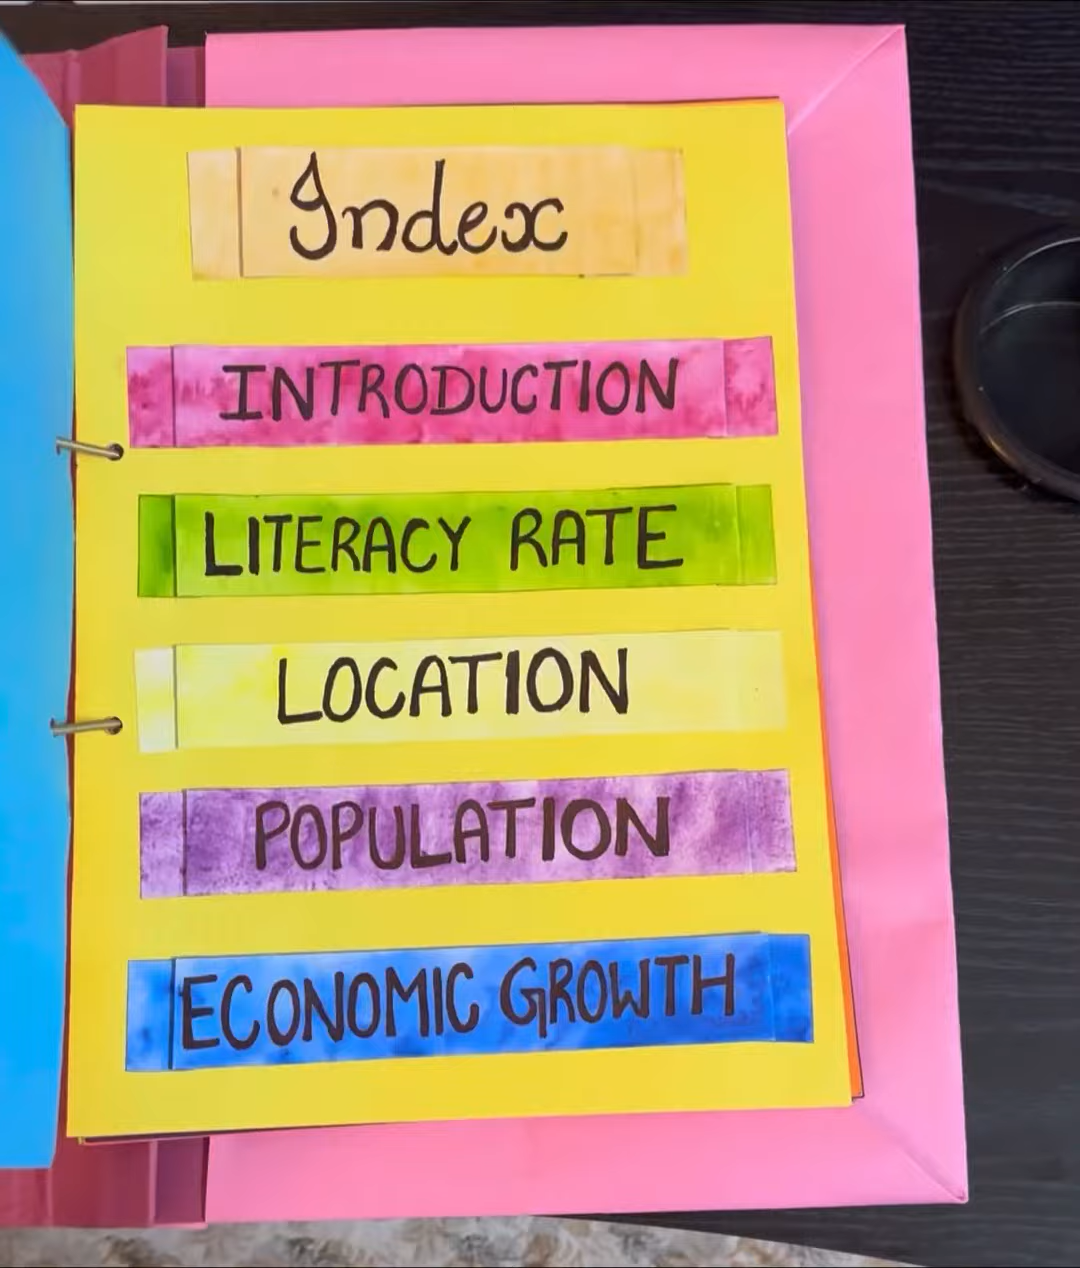 Index
INTRODUCTION
LITERACY RATE
LOCATION
POPULATION
ECONOMIC GROWTH